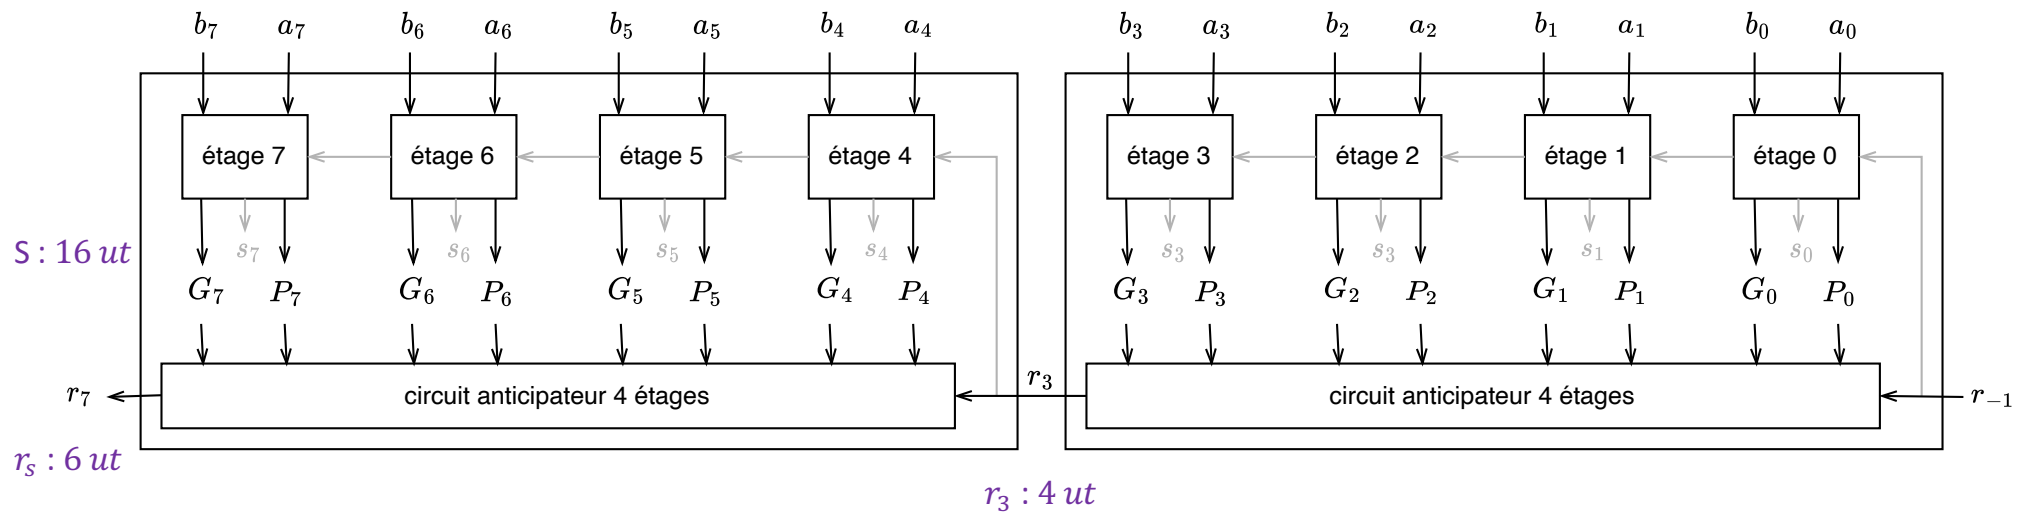 b₇ a₇ b₆ a₆ b₅ a₅ b₄ a₄ b₃ a₃ b₂ a₂ b₁ a₁ b₀ a₀
étage 7 étage 6 étage 5 étage 4 étage 3 étage 2 étage 1 étage 0
S : 16 ut s₇ s₆ s₅ s₄ s₃ s₃ s₁ s₀
G₇ P₇ G₆ P₆ G₅ P₅ G₄ P₄ G₃ P₃ G₂ P₂ G₁ P₁ G₀ P₀
r₇ circuit anticipateur 4 étages r₃ circuit anticipateur 4 étages r₋₁
rₛ : 6 ut
r₃ : 4 ut